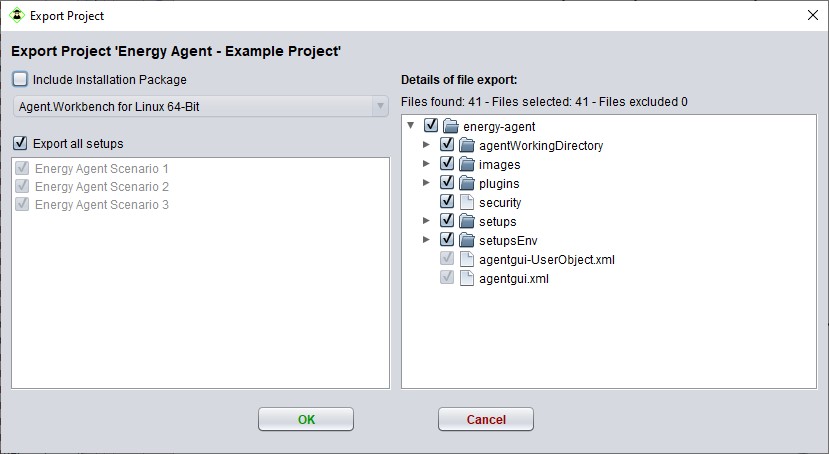 Export Project
Export Project 'Energy Agent - Example Project'
Include Installation Package
Agent.Workbench for Linux 64-Bit
Export all setups
Energy Agent Scenario 1
Energy Agent Scenario 2
Energy Agent Scenario 3
Details of file export:
Files found: 41 - Files selected: 41 - Files excluded 0
energy-agent
agentWorkingDirectory
images
plugins
security
setups
setupsEnv
agentgui-UserObject.xml
agentgui.xml
OK
Cancel